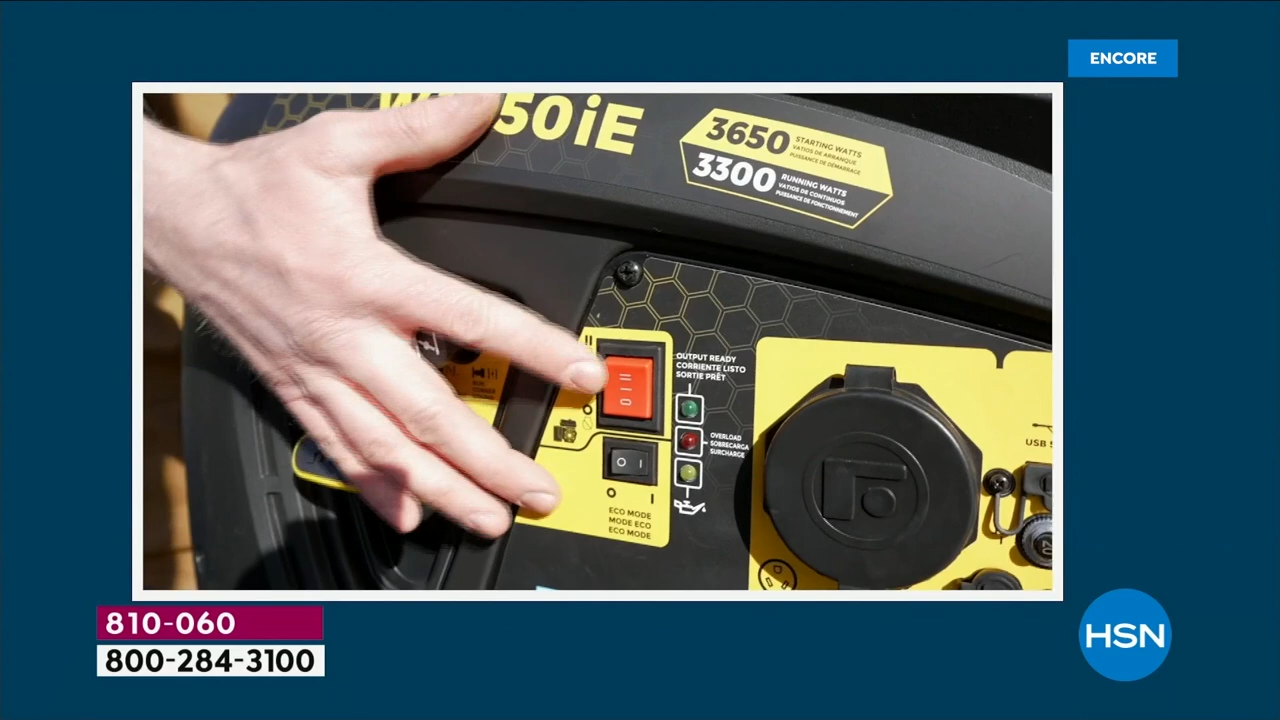 ENCORE
50iE
3650
STARTING WATTS
VATIOS DE ARRANQUE
PUISSANCE DE DÉMARRAGE
3300
RUNNING WATTS
VATIOS DE CONTINUOS
PUISSANCE DE FONCTIONNEMENT
II
OUTPUT READY
CORRIENTE LISTO
SORTIE PRÊT
OVERLOAD
SOBRECARGA
SURCHARGE
O I
O I
ECO MODE
MODE ECO
ECO MODE
USB
20
810-060
800-284-3100
HSN